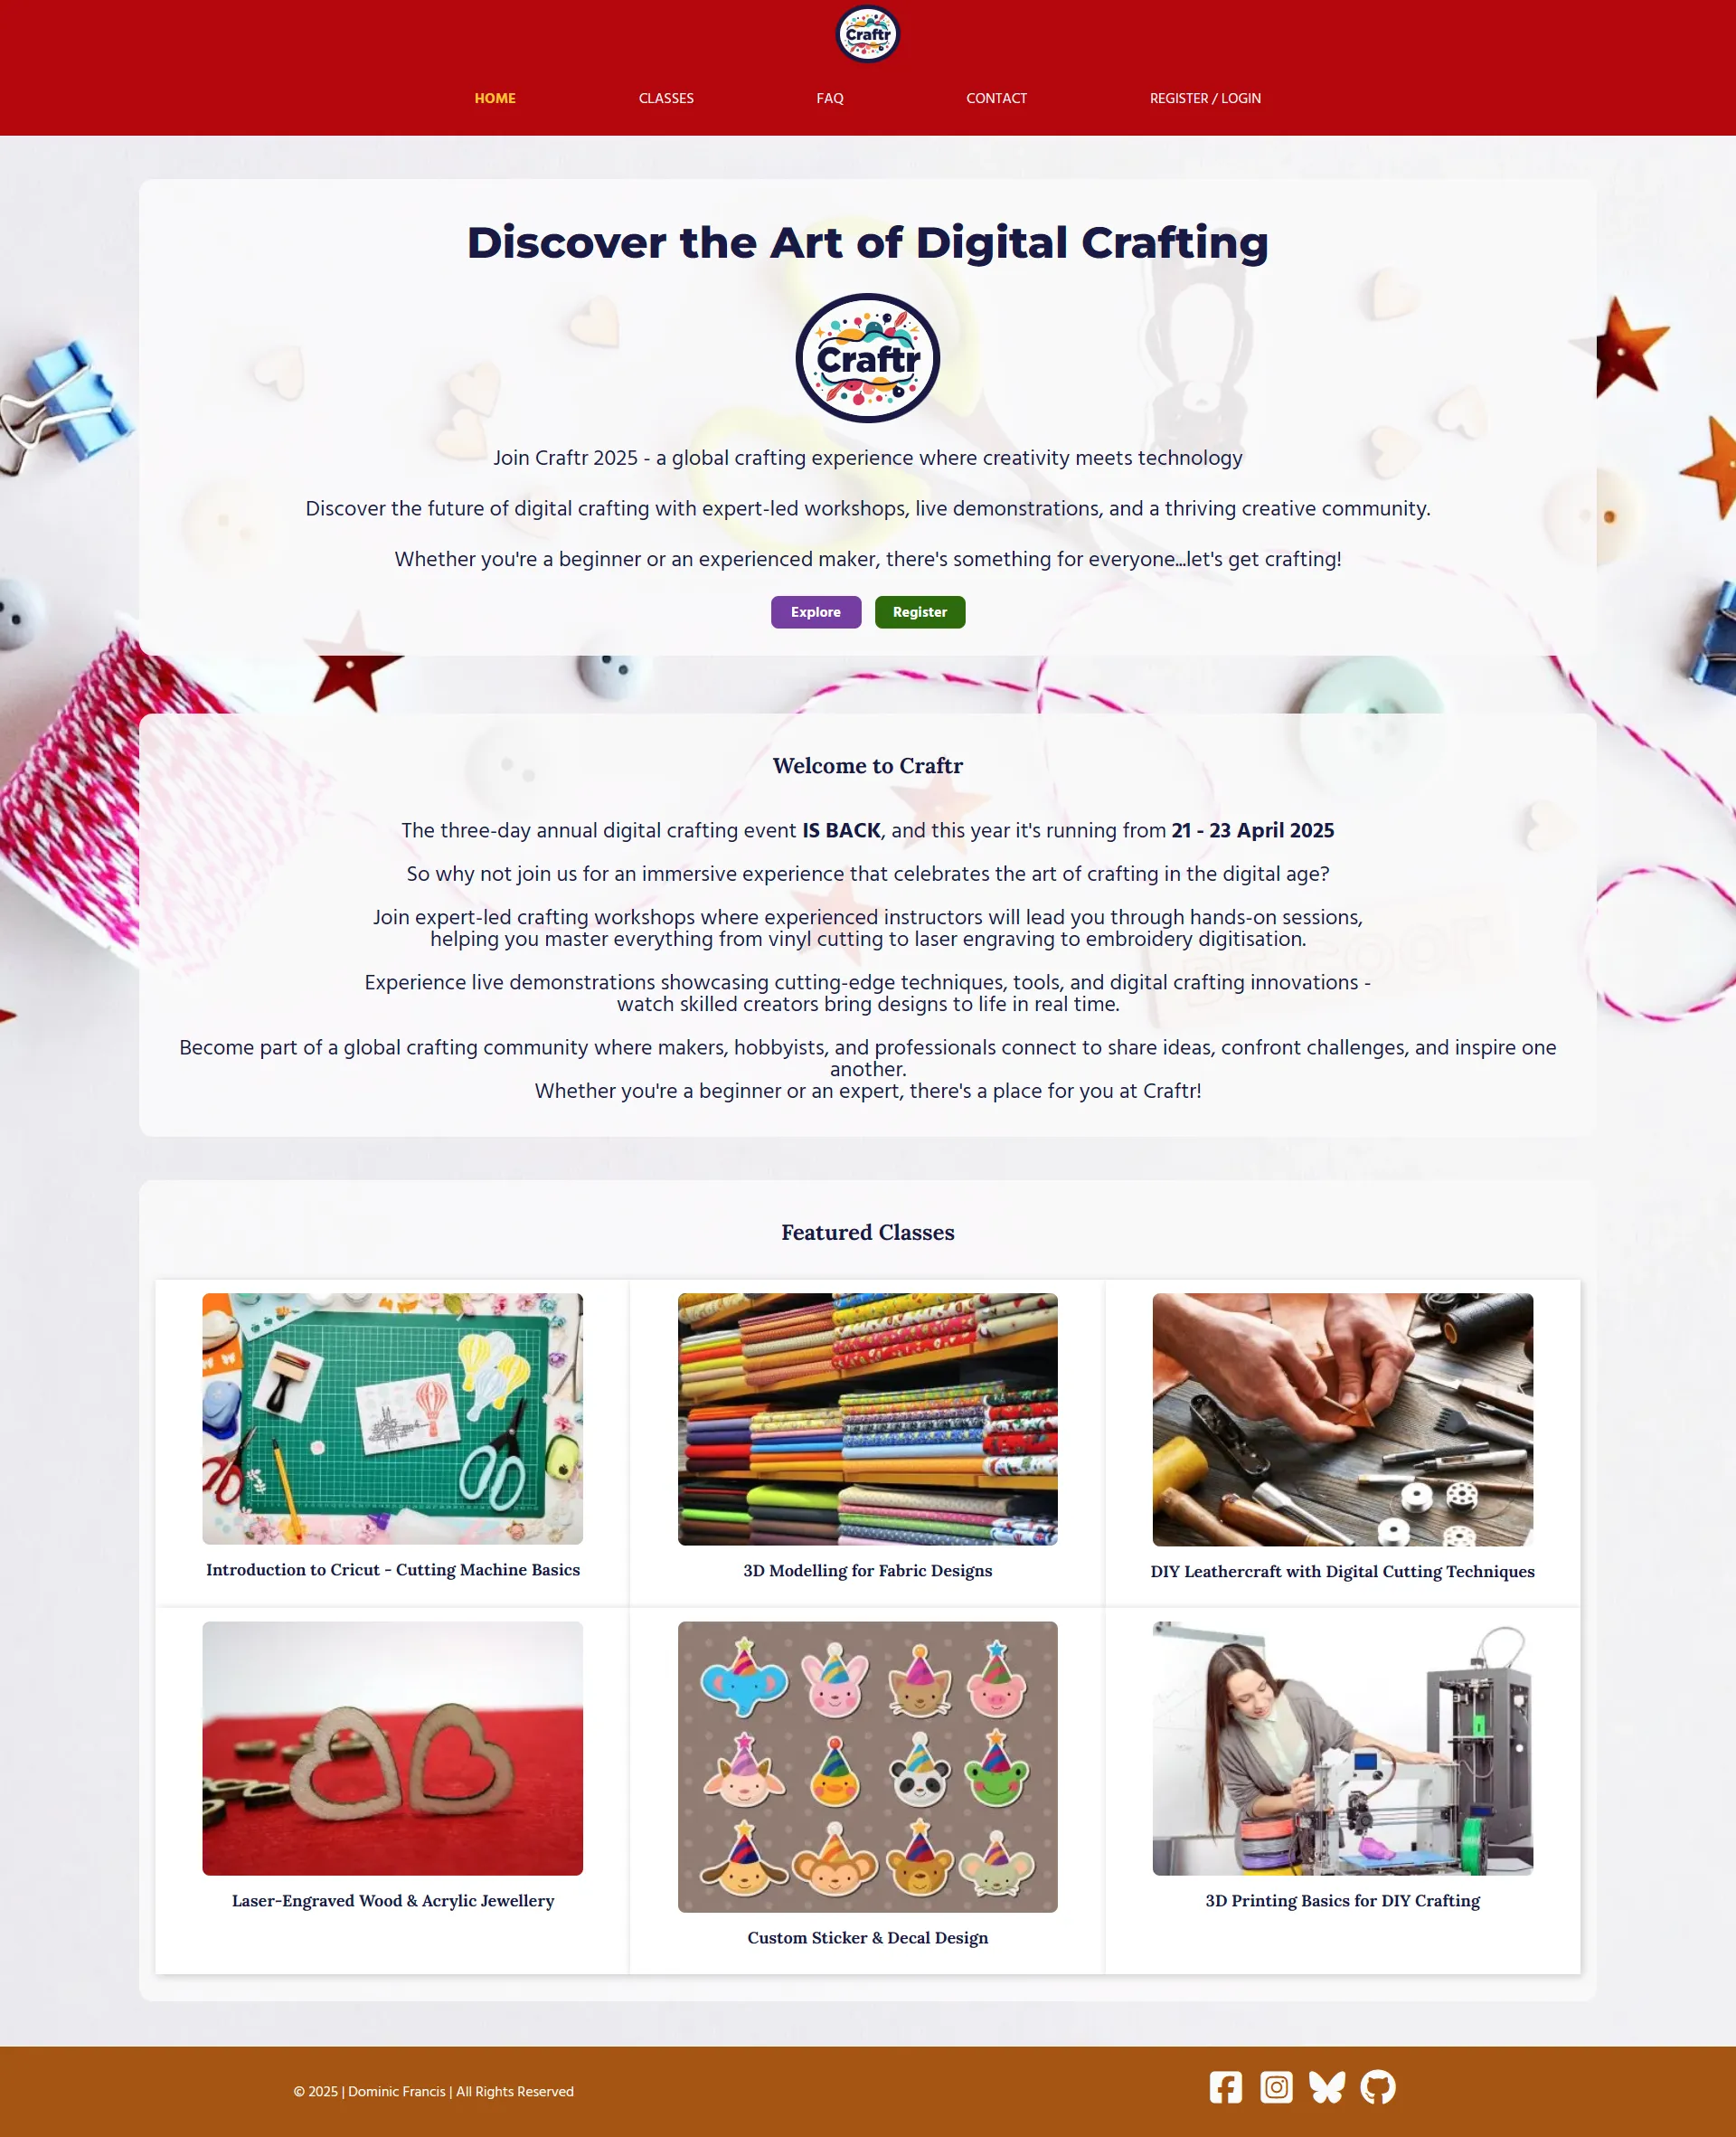 Craftr
HOME
CLASSES
FAQ
CONTACT
REGISTER / LOGIN
Discover the Art of Digital Crafting
Craftr
Join Craftr 2025 - a global crafting experience where creativity meets technology
Discover the future of digital crafting with expert-led workshops, live demonstrations, and a thriving creative community.
Whether you're a beginner or an experienced maker, there's something for everyone...let's get crafting!
Explore
Register
Welcome to Craftr
The three-day annual digital crafting event IS BACK, and this year it's running from 21 - 23 April 2025
So why not join us for an immersive experience that celebrates the art of crafting in the digital age?
Join expert-led crafting workshops where experienced instructors will lead you through hands-on sessions,
helping you master everything from vinyl cutting to laser engraving to embroidery digitisation.
Experience live demonstrations showcasing cutting-edge techniques, tools, and digital crafting innovations -
watch skilled creators bring designs to life in real time.
Become part of a global crafting community where makers, hobbyists, and professionals connect to share ideas, confront challenges, and inspire one
another.
Whether you're a beginner or an expert, there's a place for you at Craftr!
Featured Classes
Introduction to Cricut - Cutting Machine Basics
3D Modelling for Fabric Designs
DIY Leathercraft with Digital Cutting Techniques
Laser-Engraved Wood & Acrylic Jewellery
Custom Sticker & Decal Design
3D Printing Basics for DIY Crafting
© 2025 | Dominic Francis | All Rights Reserved